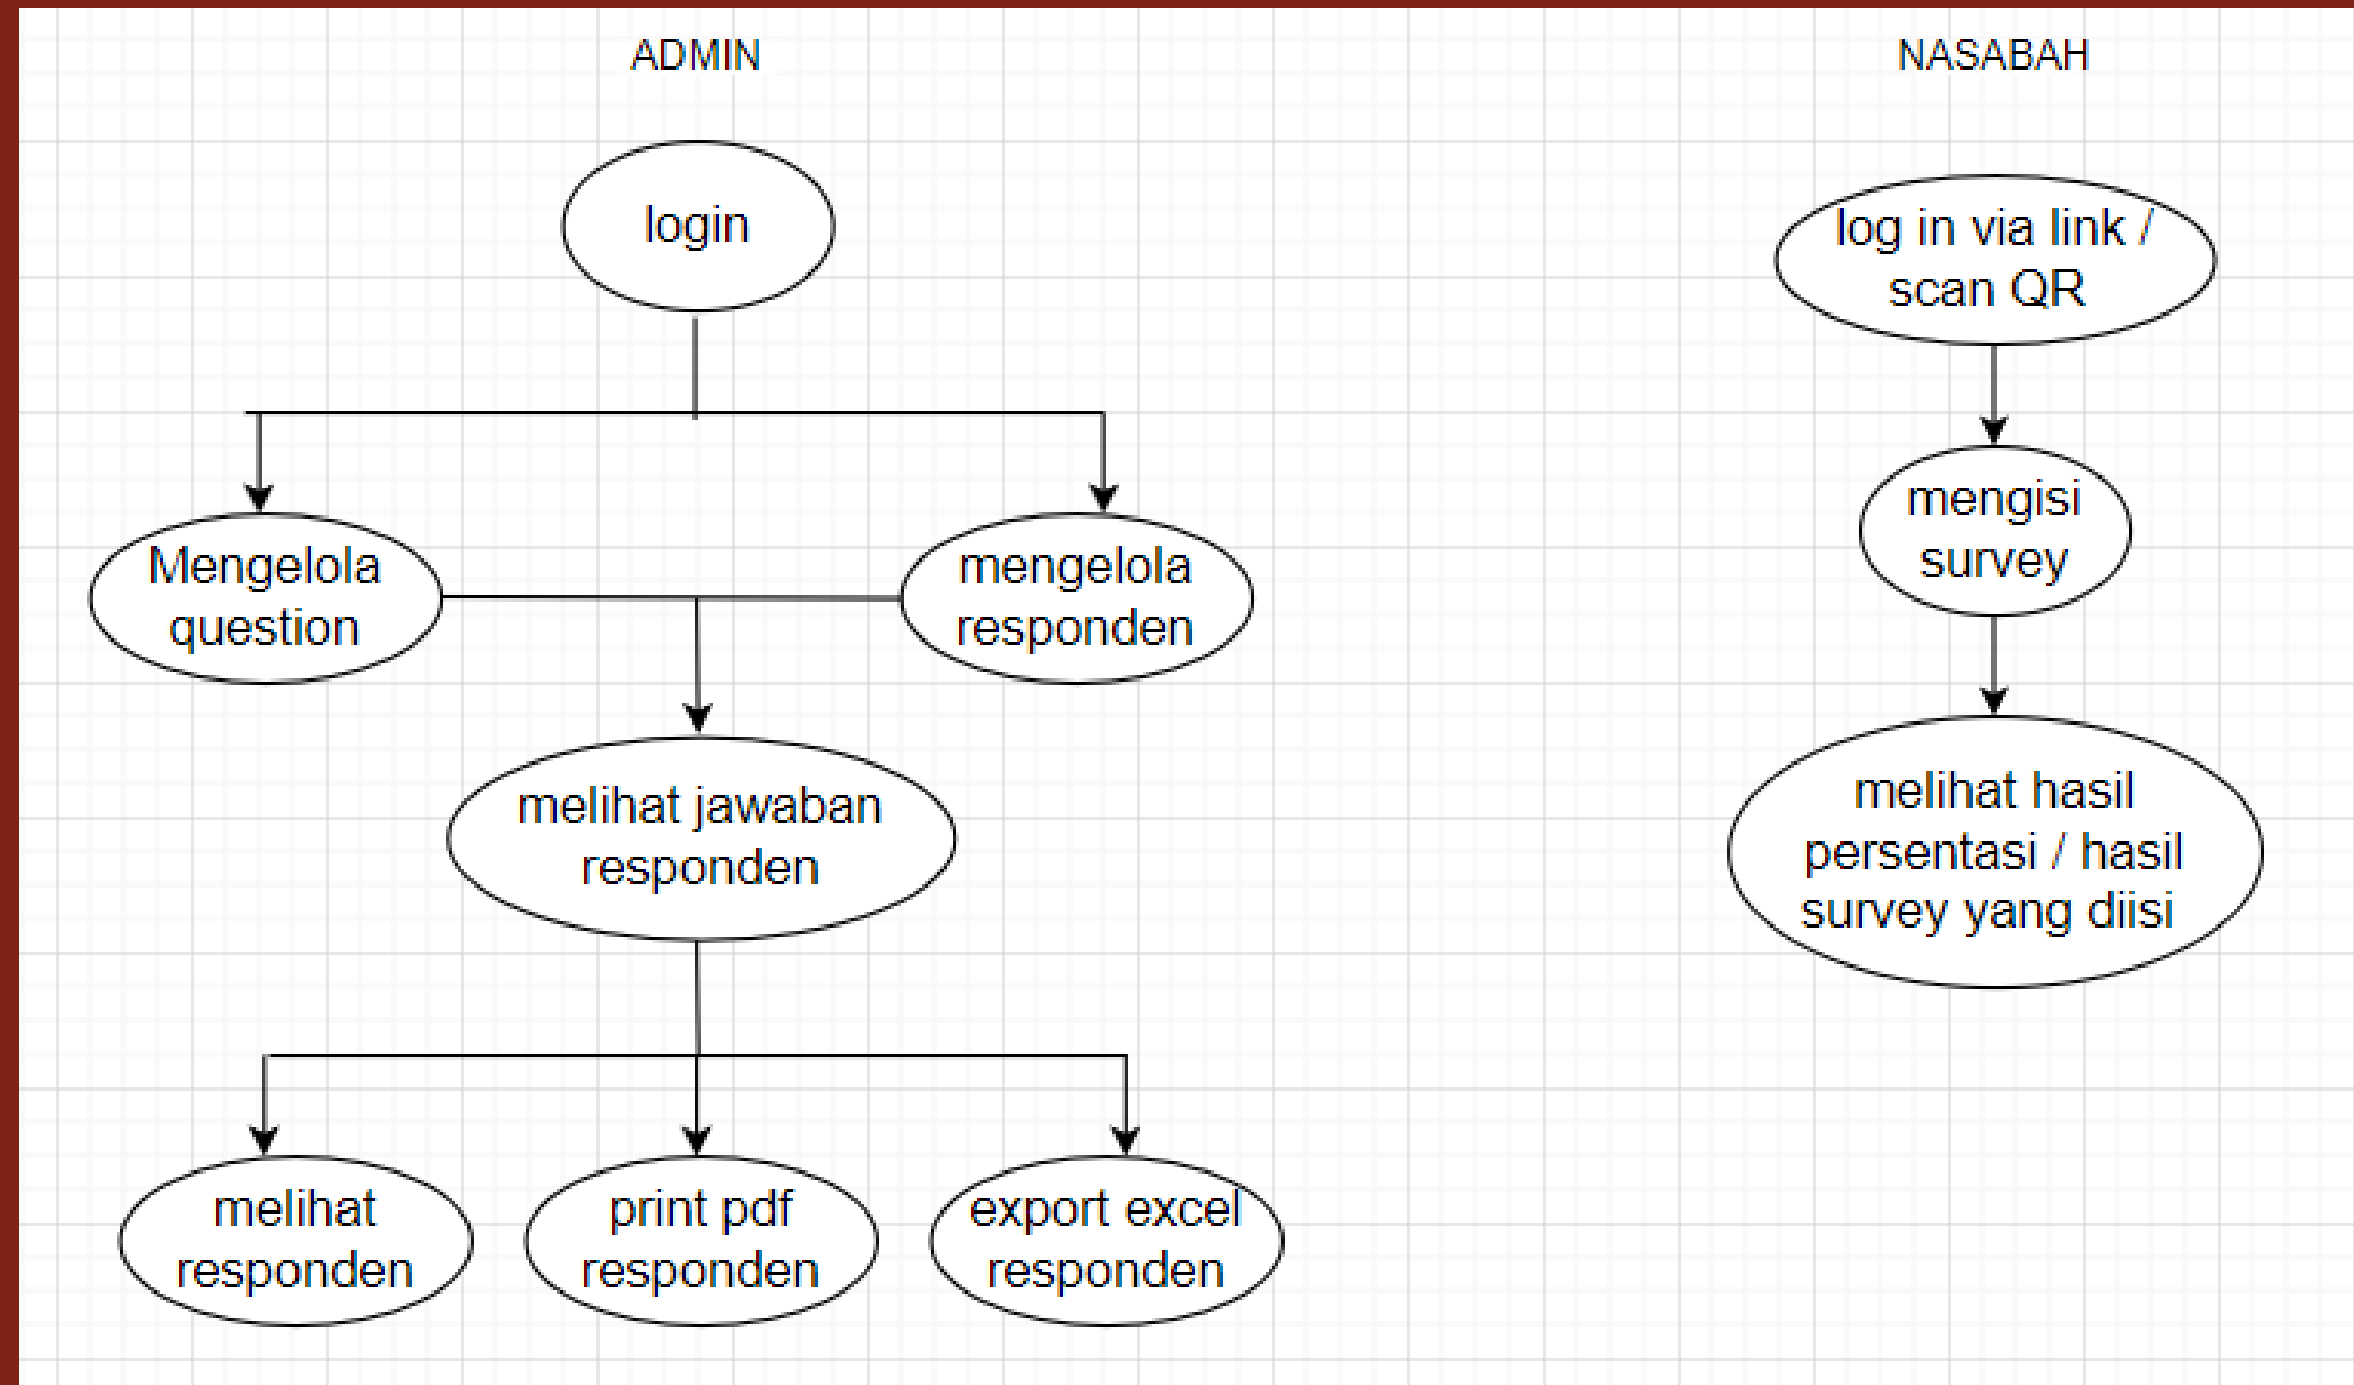 ADMIN
NASABAH
login
log in via link /
scan QR
Mengelola
question
mengelola
responden
mengisi
survey
melihat jawaban
responden
melihat hasil
persentasi / hasil
survey yang diisi
melihat
responden
print pdf
responden
export excel
responden